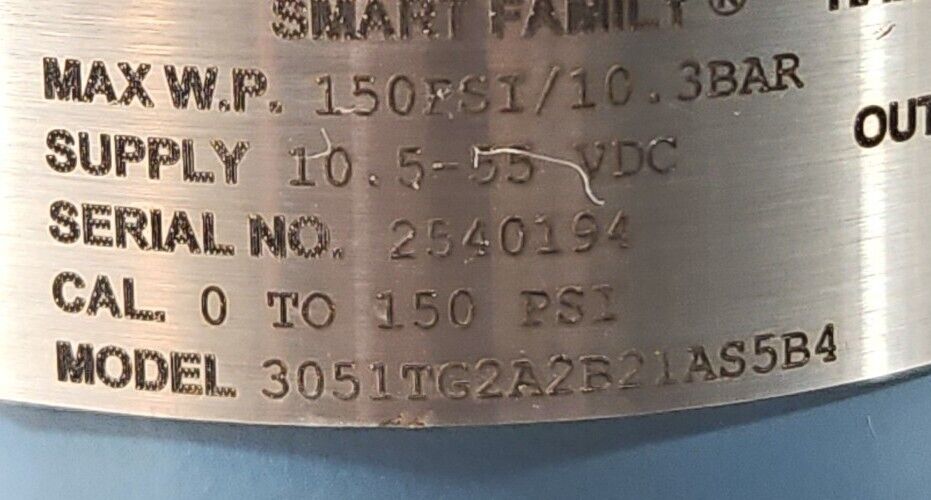 SMART FAMILY ®
MAX W.P. 150PSI/10.3BAR
SUPPLY 10.5-55 VDC
OUT
SERIAL NO. 2540194
CAL. 0 TO 150 PSI
MODEL 3051TG2A2B21AS5B4